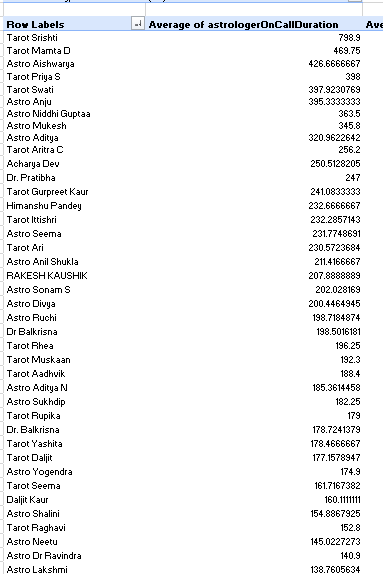 Row Labels Average of astrologerOnCallDuration Ave
Tarot Srishti 798.9
Tarot Mamta D 469.75
Astro Aishwarya 426.6666667
Tarot Priya S 398
Tarot Swati 397.9230769
Astro Anju 395.3333333
Astro Niddhi Guptaa 363.5
Astro Mukesh 345.8
Astro Aditya 320.9622642
Tarot Aritra C 256.2
Acharya Dev 250.5128205
Dr. Pratibha 247
Tarot Gurpreet Kaur 241.0833333
Himanshu Pandey 232.6666667
Tarot Ittishri 232.2857143
Astro Seema 231.7748691
Tarot Ari 230.5723684
Astro Anil Shukla 211.4166667
RAKESH KAUSHIK 207.8888889
Astro Sonam S 202.028169
Astro Divya 200.4464945
Astro Ruchi 198.7184874
Dr Balkrisna 198.5016181
Tarot Rhea 196.25
Tarot Muskaan 192.3
Tarot Aadhvik 188.4
Astro Aditya N 185.3614458
Astro Sukhdip 182.25
Tarot Rupika 179
Dr. Balkrisna 178.7241379
Tarot Yashita 178.4666667
Tarot Daljit 177.1578947
Astro Yogendra 174.9
Tarot Seema 161.7167382
Daljit Kaur 160.1111111
Astro Shalini 154.8867925
Tarot Raghavi 152.8
Astro Neetu 145.0227273
Astro Dr Ravindra 140.9
Astro Lakshmi 138.7605634